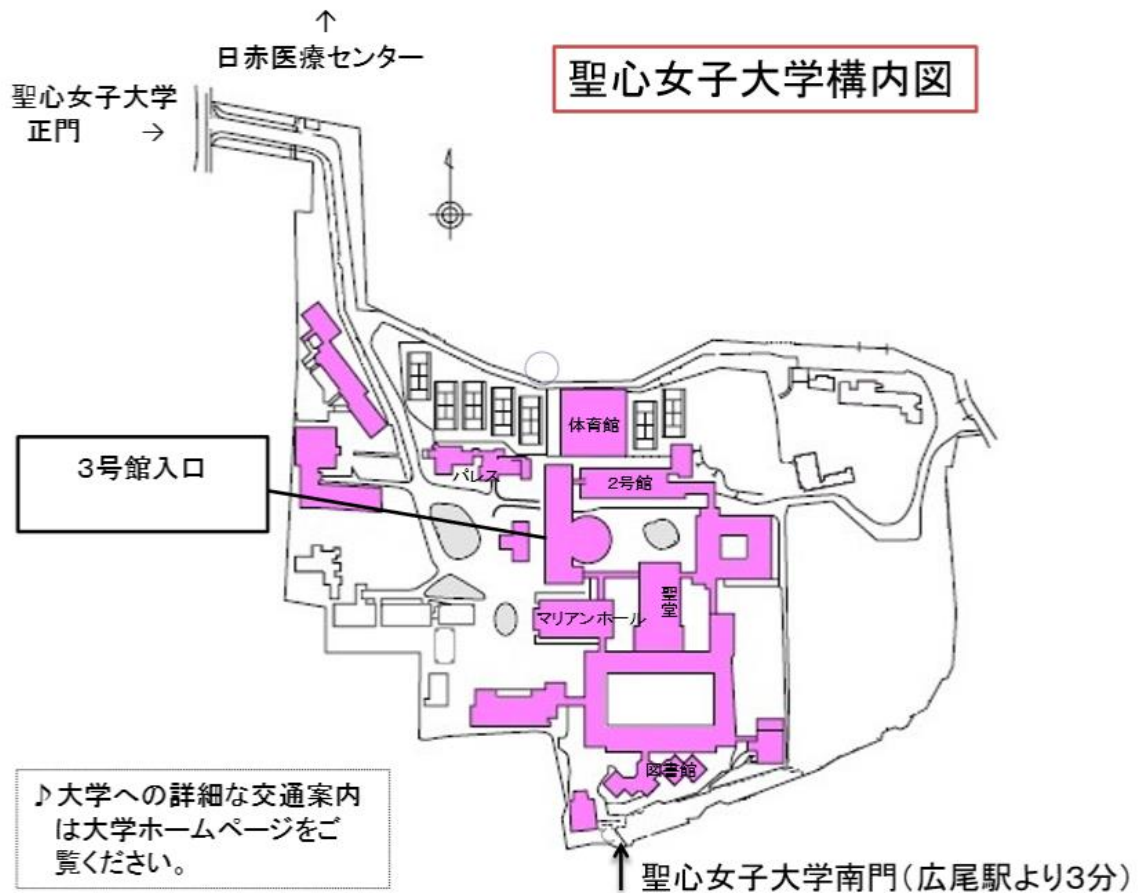 ↑
日赤医療センター
聖心女子大学構内図
聖心女子大学
正門 →
体育館
3号館入口
パレス
2号館
聖堂
マリアンホール
図書館
♪大学への詳細な交通案内
は大学ホームページをご
覧ください。
↑ 聖心女子大学南門(広尾駅より3分)